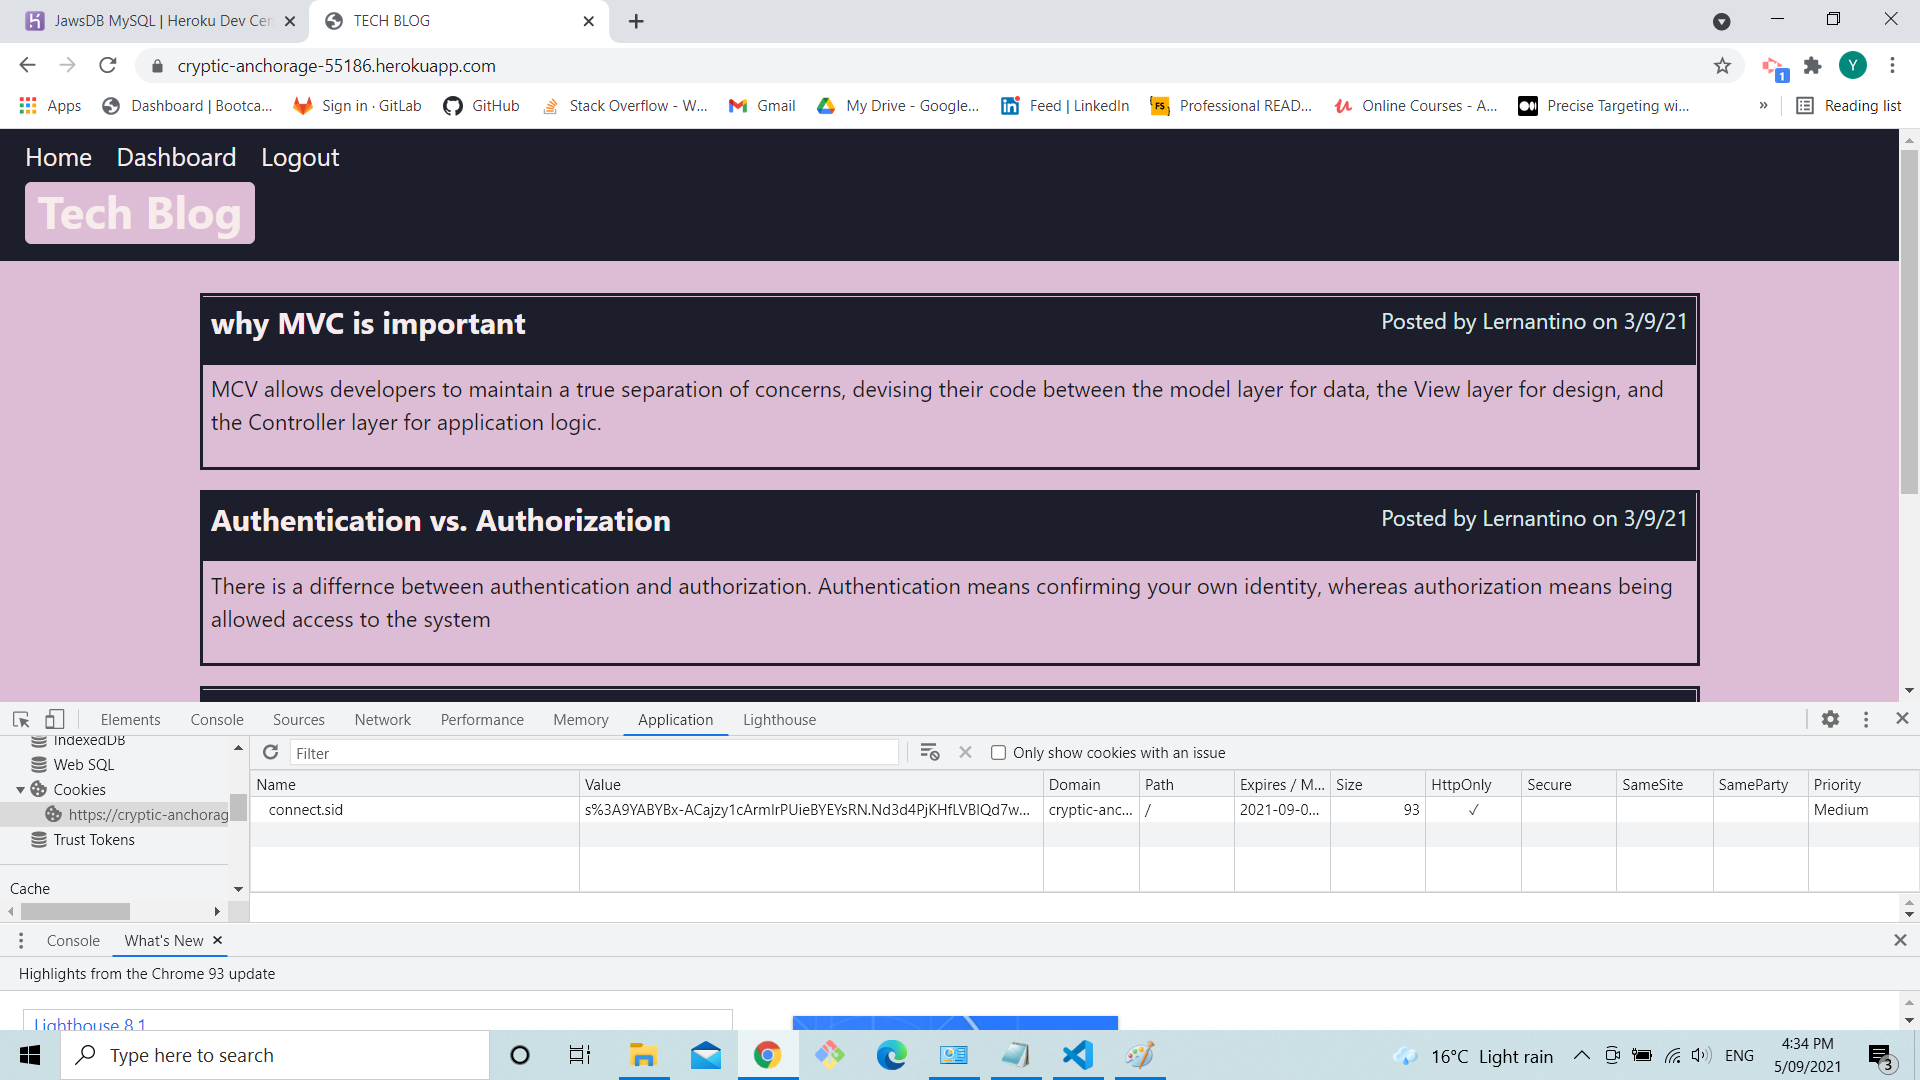 JawsDB MySQL | Heroku Dev Cen
TECH BLOG
cryptic-anchorage-55186.herokuapp.com
1
Y
Apps
Dashboard | Bootca...
Sign in · GitLab
GitHub
Stack Overflow - W...
Gmail
My Drive - Google...
Feed | LinkedIn
Professional READ...
Online Courses - A...
Precise Targeting wi...
»
Reading list
Home Dashboard Logout
Tech Blog
why MVC is important
Posted by Lernantino on 3/9/21
MCV allows developers to maintain a true separation of concerns, devising their code between the model layer for data, the View layer for design, and
the Controller layer for application logic.
Authentication vs. Authorization
Posted by Lernantino on 3/9/21
There is a differnce between authentication and authorization. Authentication means confirming your own identity, whereas authorization means being
allowed access to the system
Elements Console Sources Network Performance Memory Application Lighthouse
IndexedDB
Web SQL
Cookies
https://cryptic-anchorag
Trust Tokens
Cache
Filter
Only show cookies with an issue
Name Value Domain Path Expires / M... Size HttpOnly Secure SameSite SameParty Priority
connect.sid s%3A9YABYBx-ACajzy1cArmIrPUieBYEYsRN.Nd3d4PjKHfLVBIQd7w... cryptic-anc... / 2021-09-0... 93 ✓ Medium
Console What's New
Highlights from the Chrome 93 update
Lighthouse 8.1
Type here to search
16°C Light rain
ENG
4:34 PM
5/09/2021
3